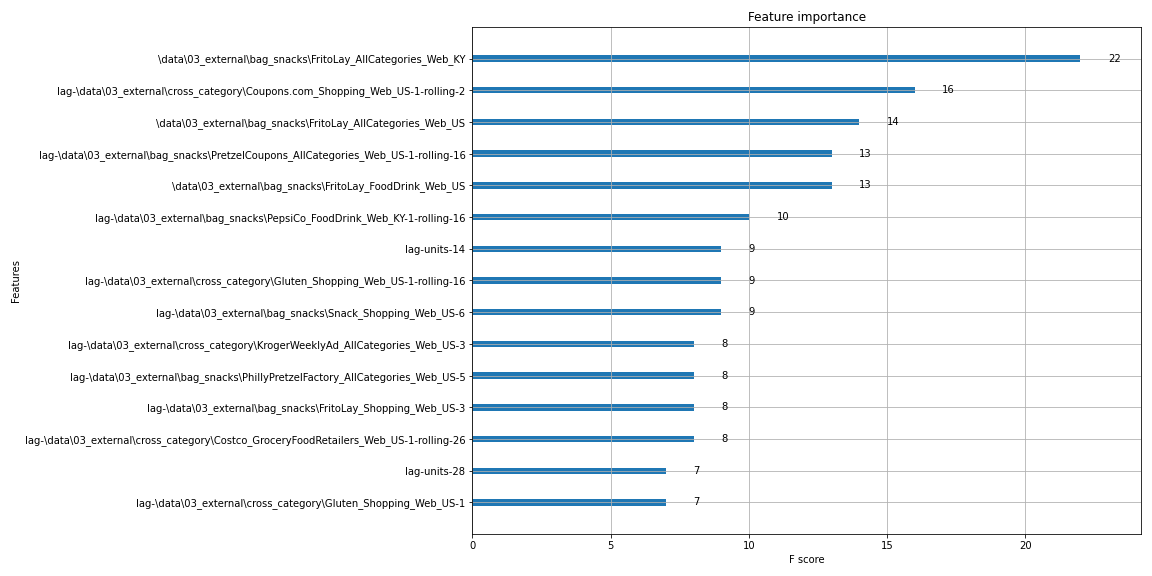 Feature importance
\data\03_external\bag_snacks\FritoLay_AllCategories_Web_KY 22
lag-\data\03_external\cross_category\Coupons.com_Shopping_Web_US-1-rolling-2 16
\data\03_external\bag_snacks\FritoLay_AllCategories_Web_US 14
lag-\data\03_external\bag_snacks\PretzelCoupons_AllCategories_Web_US-1-rolling-16 13
\data\03_external\bag_snacks\FritoLay_FoodDrink_Web_US 13
lag-\data\03_external\bag_snacks\PepsiCo_FoodDrink_Web_KY-1-rolling-16 10
lag-units-14 9
lag-\data\03_external\cross_category\Gluten_Shopping_Web_US-1-rolling-16 9
lag-\data\03_external\bag_snacks\Snack_Shopping_Web_US-6 9
lag-\data\03_external\cross_category\KrogerWeeklyAd_AllCategories_Web_US-3 8
lag-\data\03_external\bag_snacks\PhillyPretzelFactory_AllCategories_Web_US-5 8
lag-\data\03_external\bag_snacks\FritoLay_Shopping_Web_US-3 8
lag-\data\03_external\cross_category\Costco_GroceryFoodRetailers_Web_US-1-rolling-26 8
lag-units-28 7
lag-\data\03_external\cross_category\Gluten_Shopping_Web_US-1 7
Features
0 5 10 15 20
F score